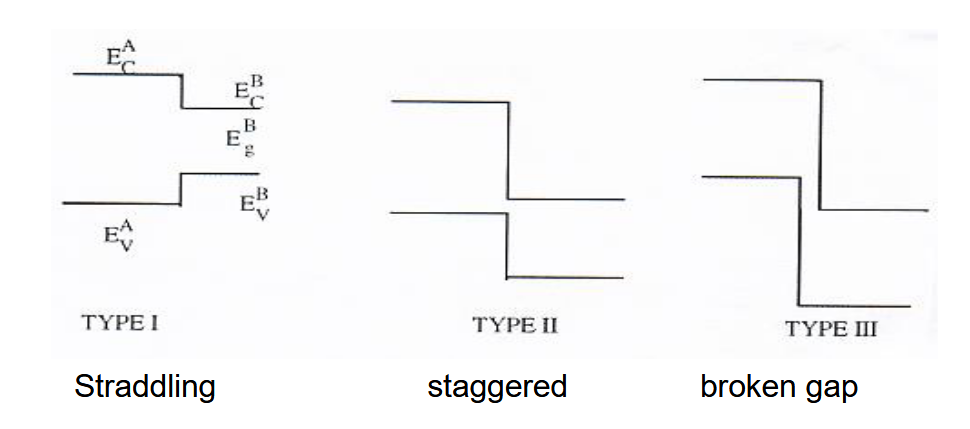 E_C^A
E_C^B
E_g^B
E_V^B
E_V^A
TYPE I
TYPE II
TYPE III
Straddling
staggered
broken gap